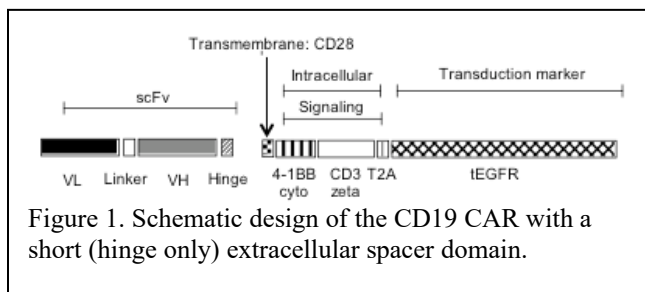 Transmembrane: CD28
Intracellular
Transduction marker
scFv
Signaling
VL
Linker
VH
Hinge
4-1BB
cyto
CD3
zeta
T2A
tEGFR
Figure 1. Schematic design of the CD19 CAR with a
short (hinge only) extracellular spacer domain.